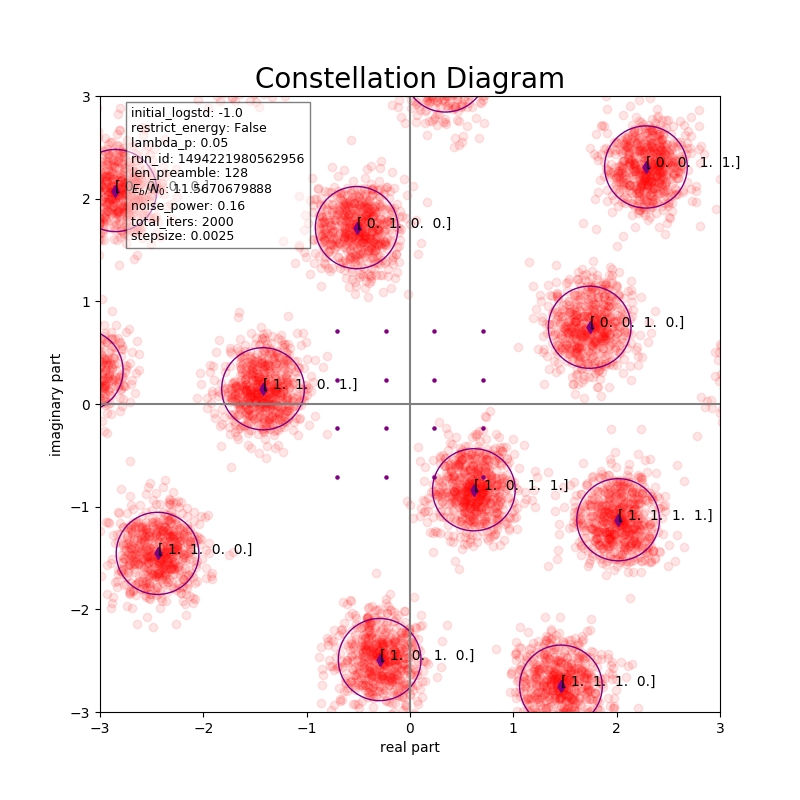 Constellation Diagram
initial_logstd: -1.0
restrict_energy: False
lambda_p: 0.05
run_id: 1494221980562956
len_preamble: 128
E_b/N_0: 11.5670679888
noise_power: 0.16
total_iters: 2000
stepsize: 0.0025
[ 0. 0. 1. 1.]
[ 0. 1. 0. 0.]
[ 0. 0. 1. 0.]
[ 1. 1. 0. 1.]
[ 1. 0. 1. 1.]
[ 1. 1. 1. 1.]
[ 1. 1. 0. 0.]
[ 1. 0. 1. 0.]
[ 1. 1. 1. 0.]
3
2
1
0
−1
−2
−3
imaginary part
−3 −2 −1 0 1 2 3
real part